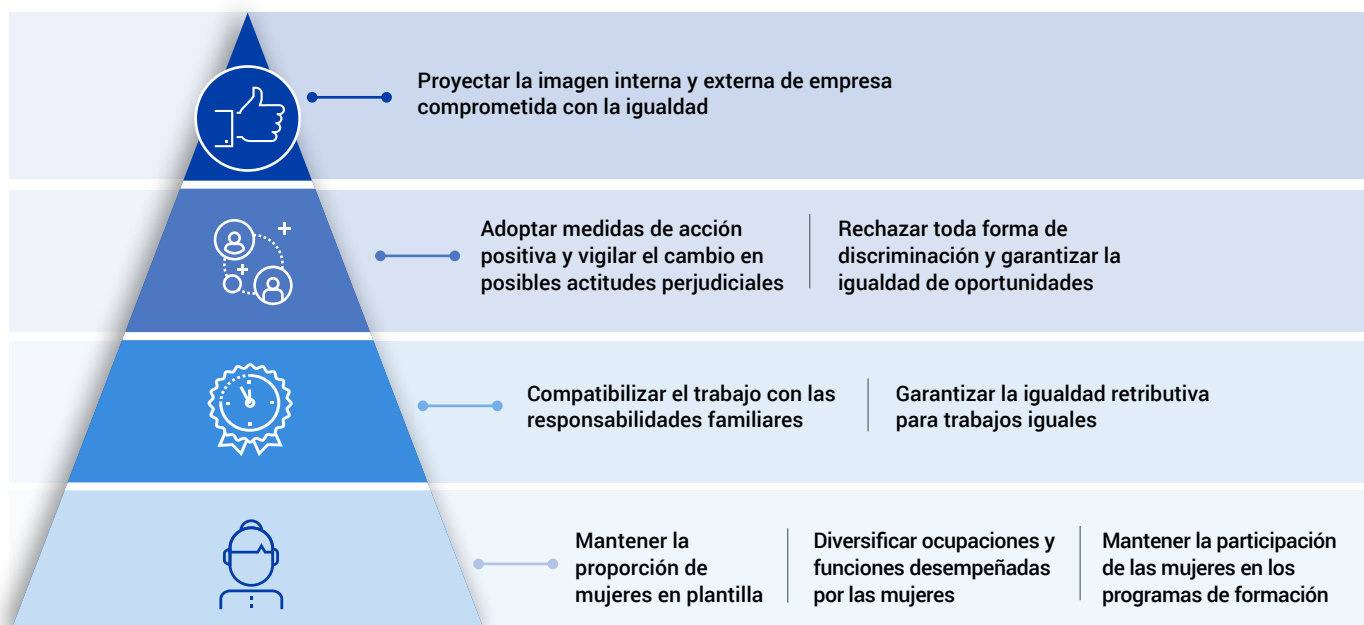 Proyectar la imagen interna y externa de empresa
comprometida con la igualdad
Adoptar medidas de acción
positiva y vigilar el cambio en
posibles actitudes perjudiciales
Rechazar toda forma de
discriminación y garantizar la
igualdad de oportunidades
Compatibilizar el trabajo con las
responsabilidades familiares
Garantizar la igualdad retributiva
para trabajos iguales
Mantener la
proporción de
mujeres en plantilla
Diversificar ocupaciones y
funciones desempeñadas
por las mujeres
Mantener la participación
de las mujeres en los
programas de formación